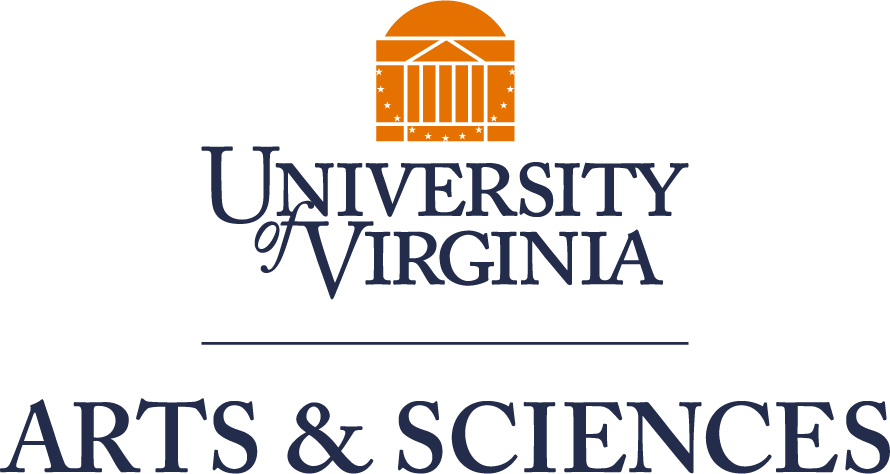 UNIVERSITY
of VIRGINIA
ARTS & SCIENCES